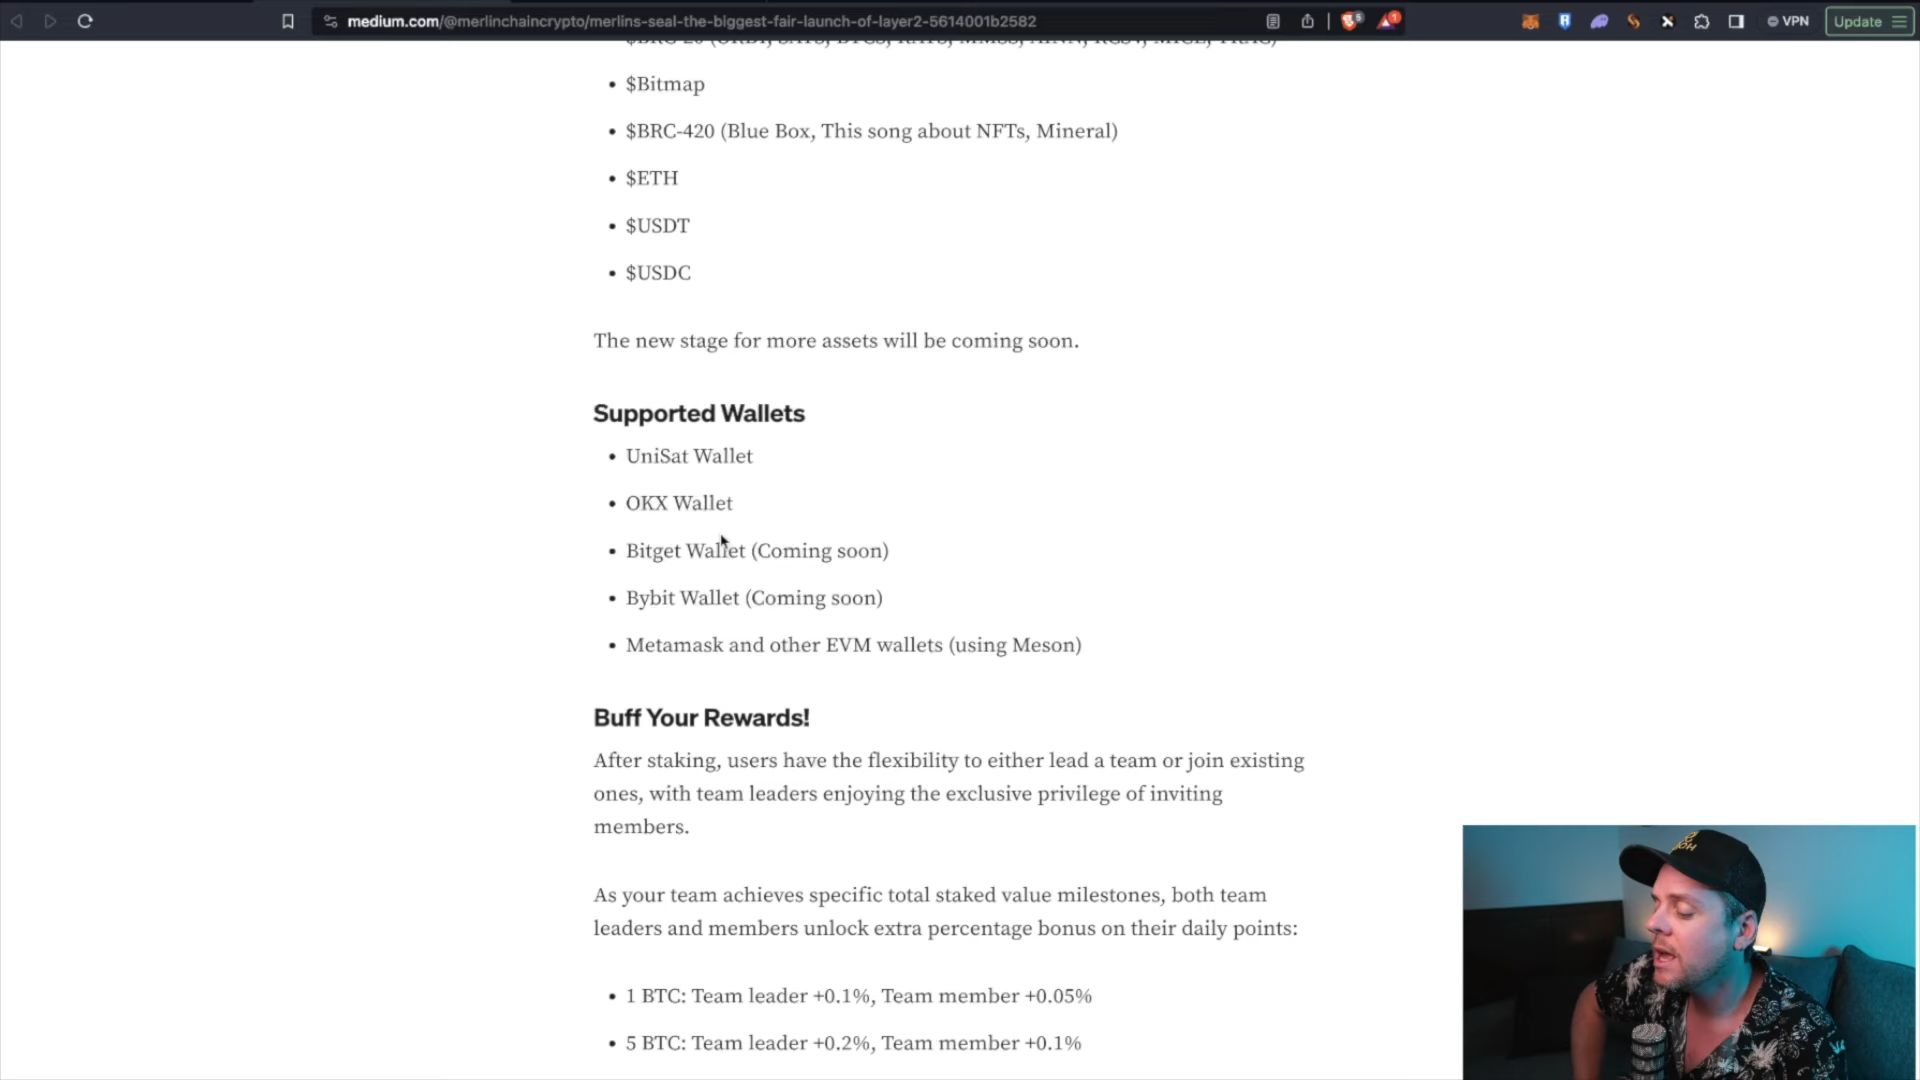 medium.com/@merlinchaincrypto/merlins-seal-the-biggest-fair-launch-of-layer2-5614001b2582
VPN
Update
$Bitmap
$BRC-420 (Blue Box, This song about NFTs, Mineral)
$ETH
$USDT
$USDC
The new stage for more assets will be coming soon.
Supported Wallets
UniSat Wallet
OKX Wallet
Bitget Wallet (Coming soon)
Bybit Wallet (Coming soon)
Metamask and other EVM wallets (using Meson)
Buff Your Rewards!
After staking, users have the flexibility to either lead a team or join existing
ones, with team leaders enjoying the exclusive privilege of inviting
members.
As your team achieves specific total staked value milestones, both team
leaders and members unlock extra percentage bonus on their daily points:
1 BTC: Team leader +0.1%, Team member +0.05%
5 BTC: Team leader +0.2%, Team member +0.1%